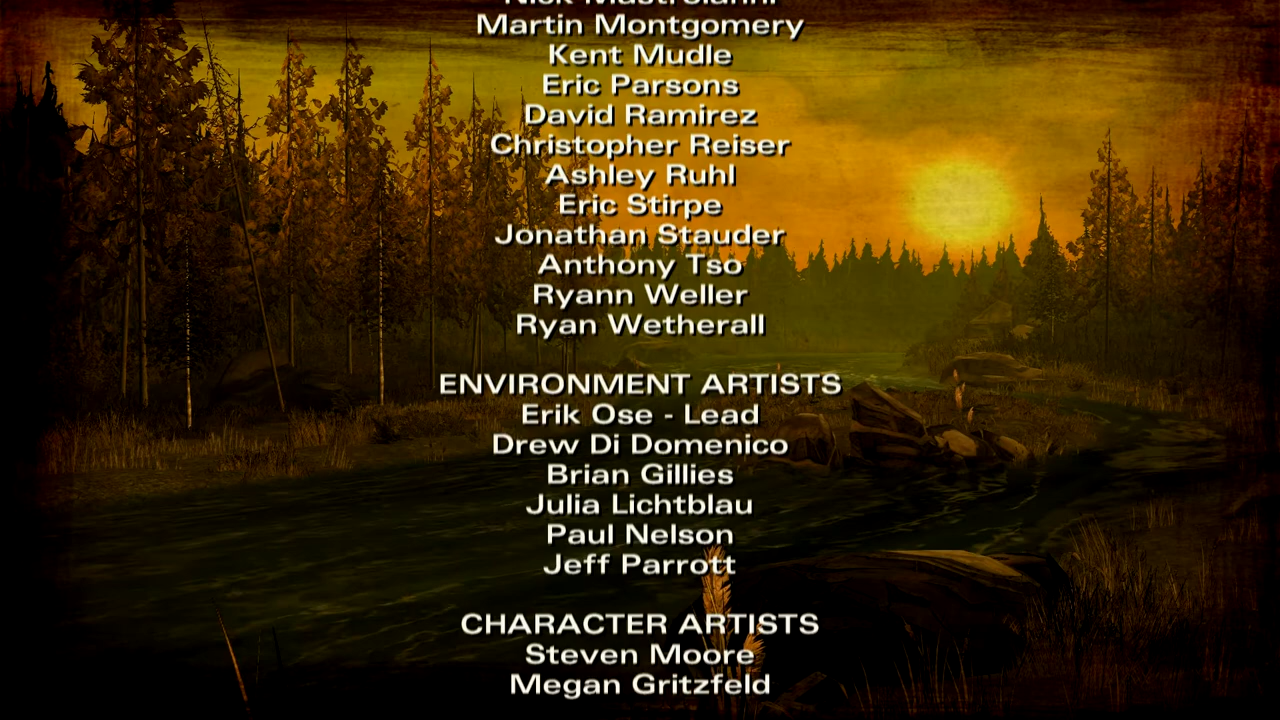 Nick Mastroianni
Martin Montgomery
Kent Mudle
Eric Parsons
David Ramirez
Christopher Reiser
Ashley Ruhl
Eric Stirpe
Jonathan Stauder
Anthony Tso
Ryann Weller
Ryan Wetherall
ENVIRONMENT ARTISTS
Erik Ose - Lead
Drew Di Domenico
Brian Gillies
Julia Lichtblau
Paul Nelson
Jeff Parrott
CHARACTER ARTISTS
Steven Moore
Megan Gritzfeld